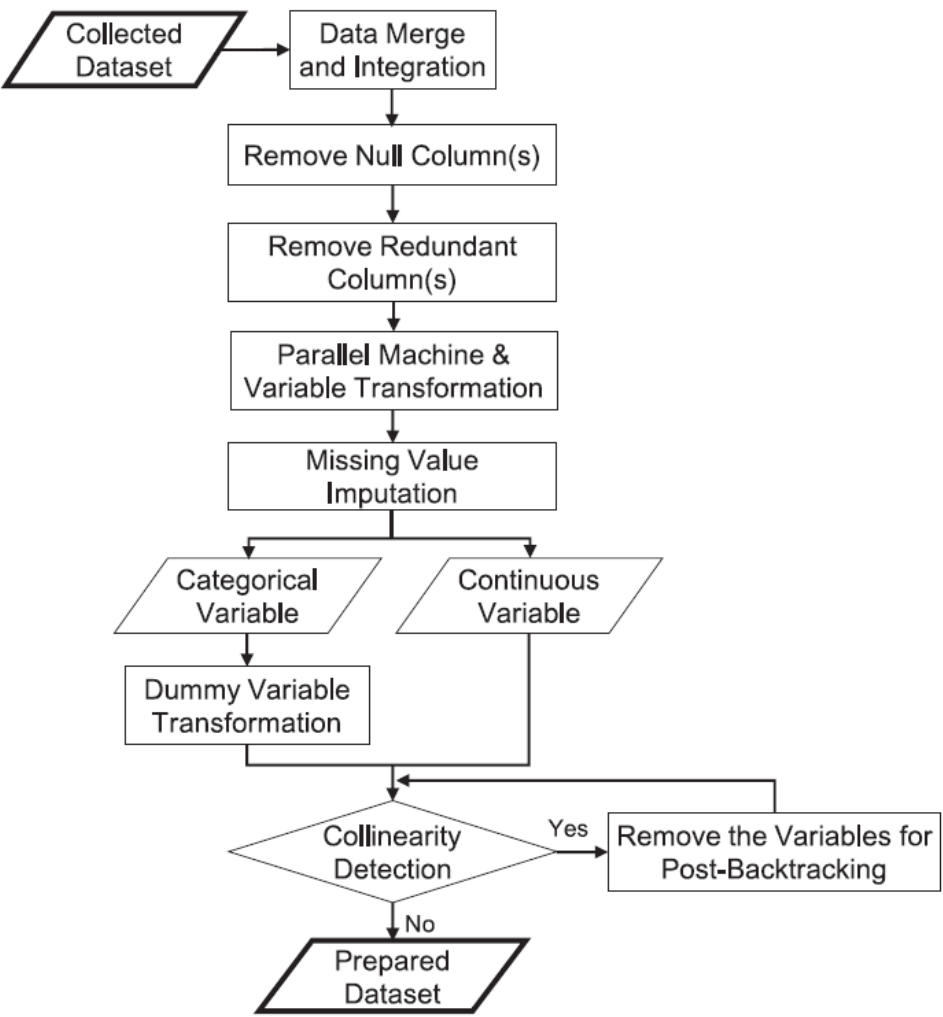 Collected
Dataset
Data Merge
and Integration
Remove Null Column(s)
Remove Redundant
Column(s)
Parallel Machine &
Variable Transformation
Missing Value
Imputation
Categorical
Variable
Continuous
Variable
Dummy Variable
Transformation
Collinearity
Detection
Yes
Remove the Variables for
Post-Backtracking
No
Prepared
Dataset